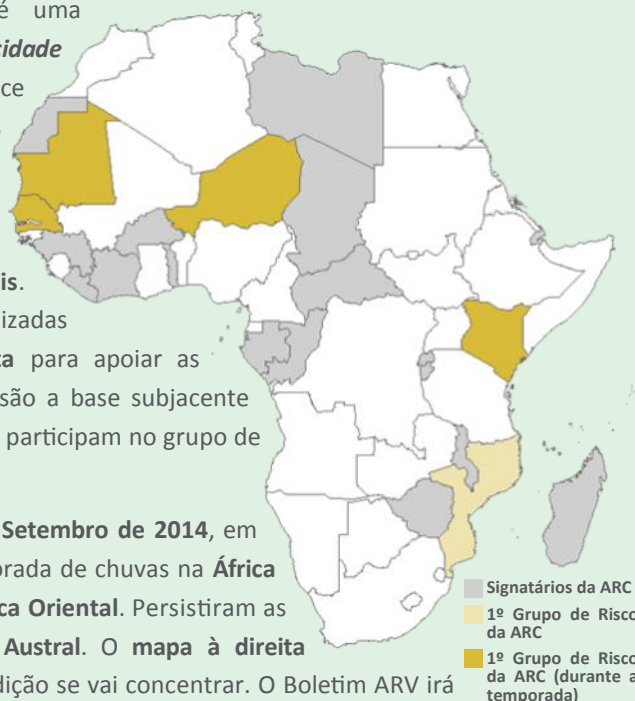 é uma
cidade
ce
is.
izadas
ta para apoiar as
são a base subjacente
participam no grupo de
Setembro de 2014, em
orada de chuvas na África
ca Oriental. Persistiram as
Austral. O mapa à direita
dição se vai concentrar. O Boletim ARV irá
Signatários da ARC
1º Grupo de Risco
da ARC
1º Grupo de Risco
da ARC (durante a
temporada)